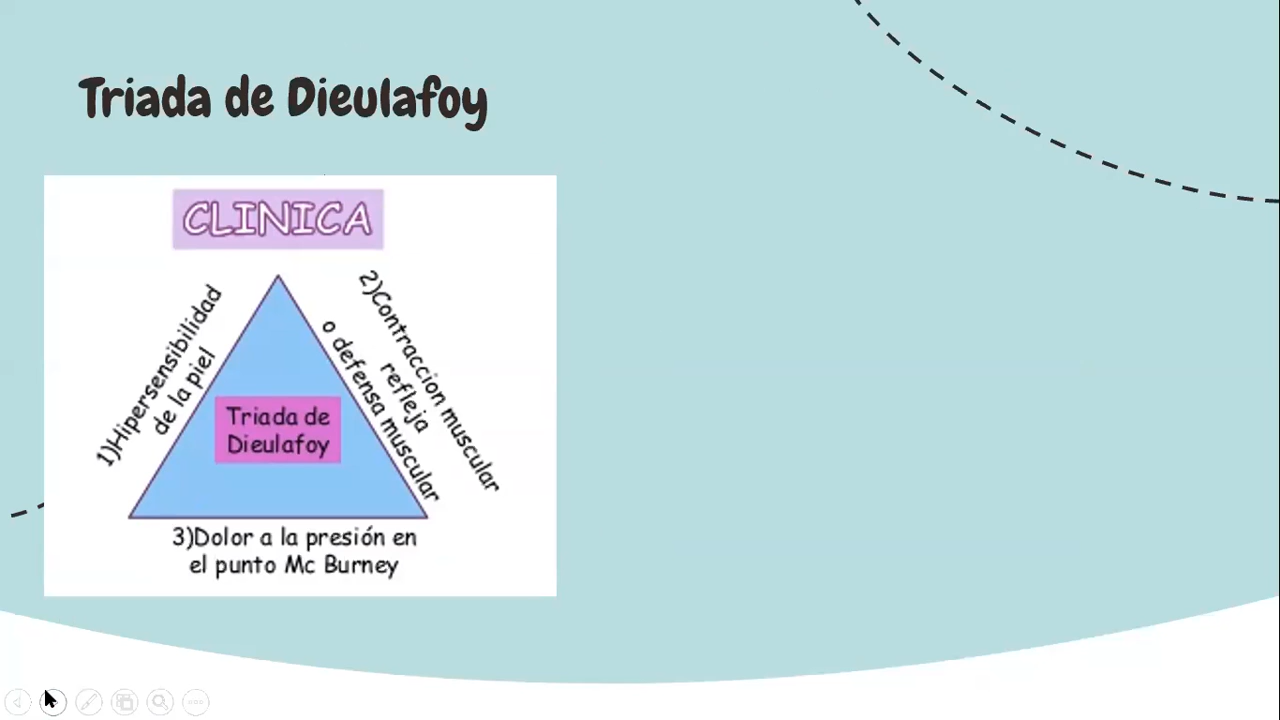 Triada de Dieulafoy
CLINICA
1)Hipersensibilidad
de la piel
2)Contraccion muscular
refleja
o defensa muscular
Triada de
Dieulafoy
3)Dolor a la presión en
el punto Mc Burney